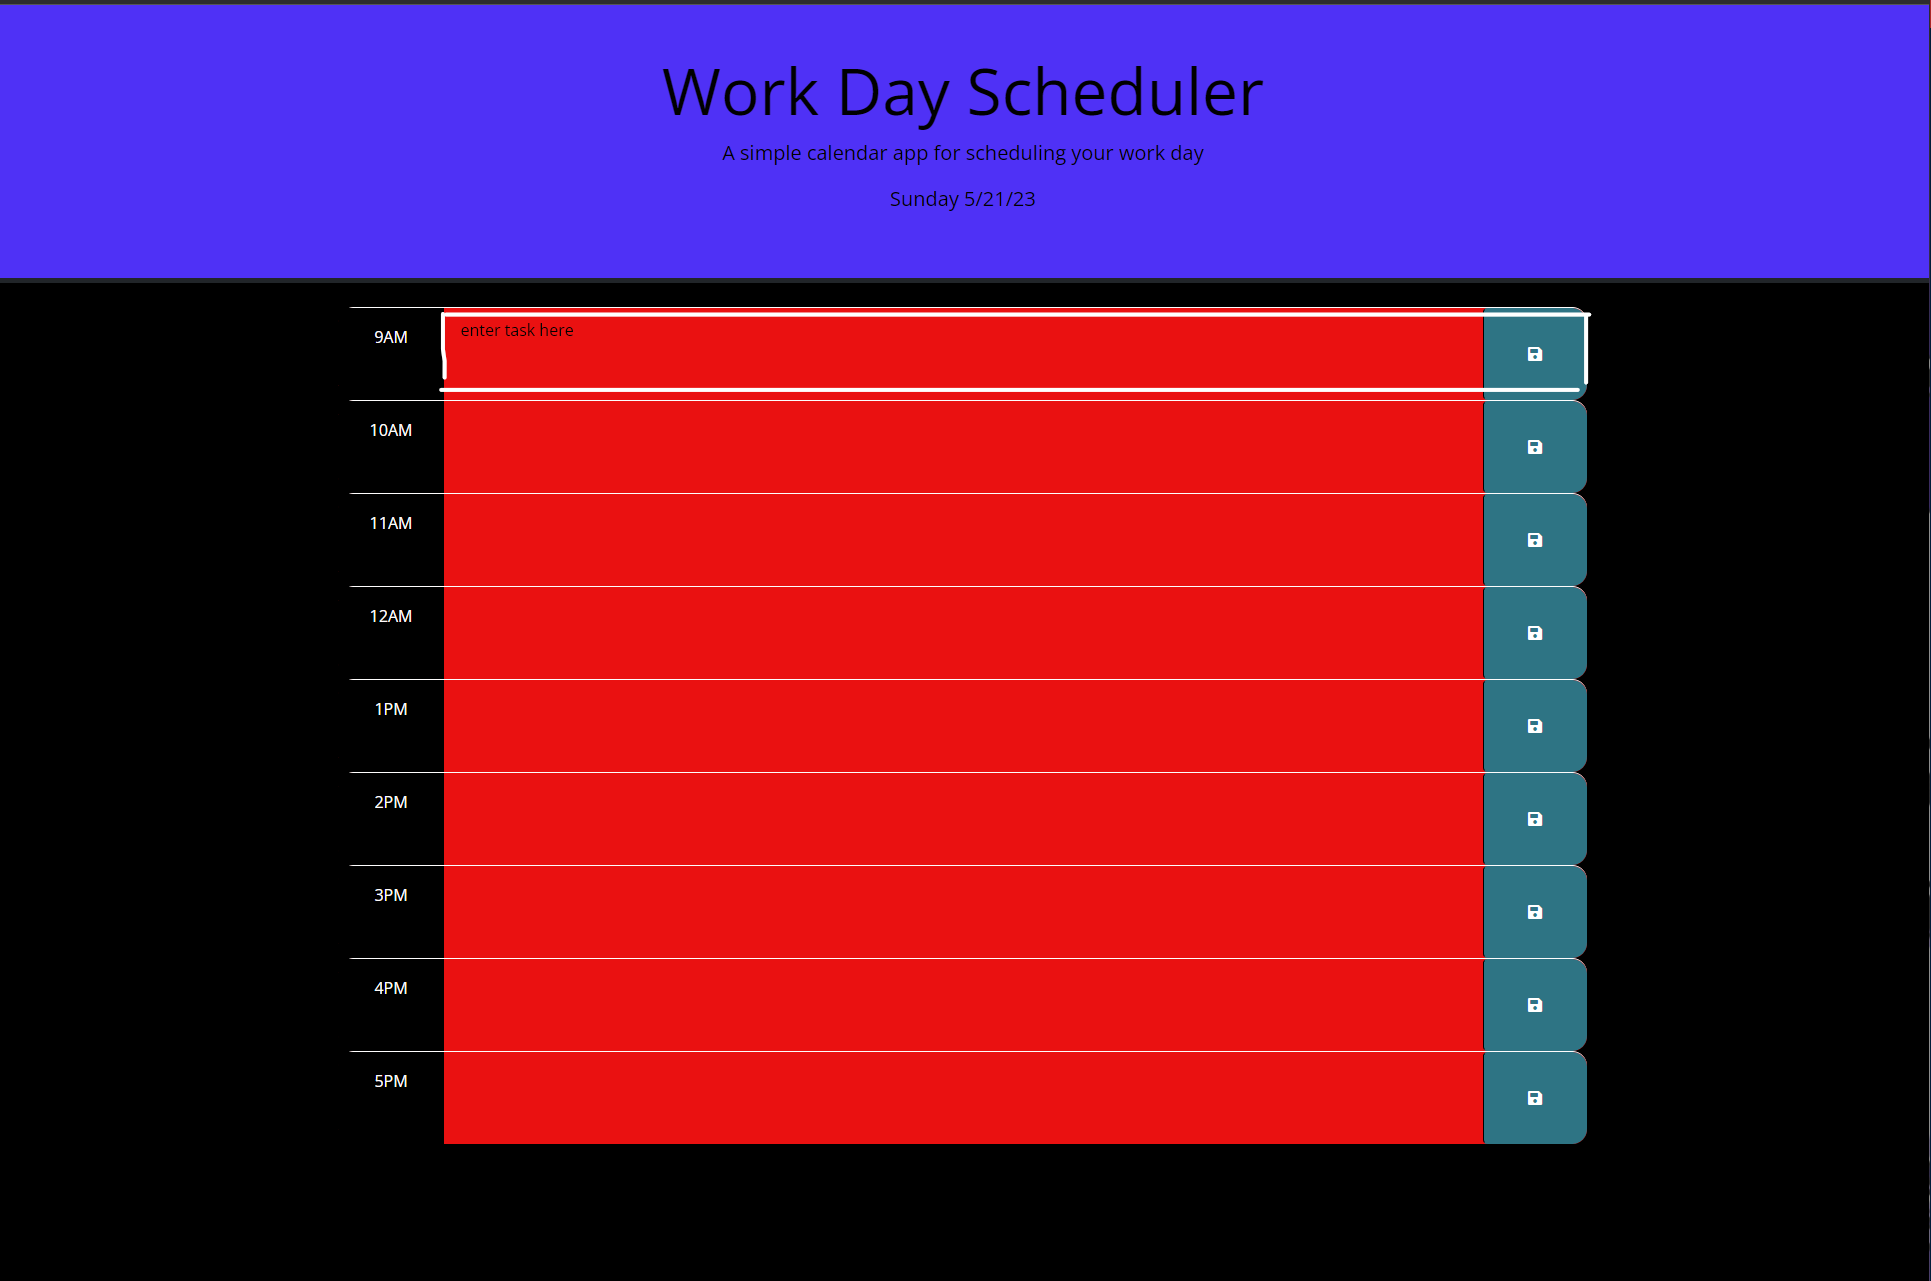 Work Day Scheduler
A simple calendar app for scheduling your work day
Sunday 5/21/23
9AM
enter task here
10AM
11AM
12AM
1PM
2PM
3PM
4PM
5PM